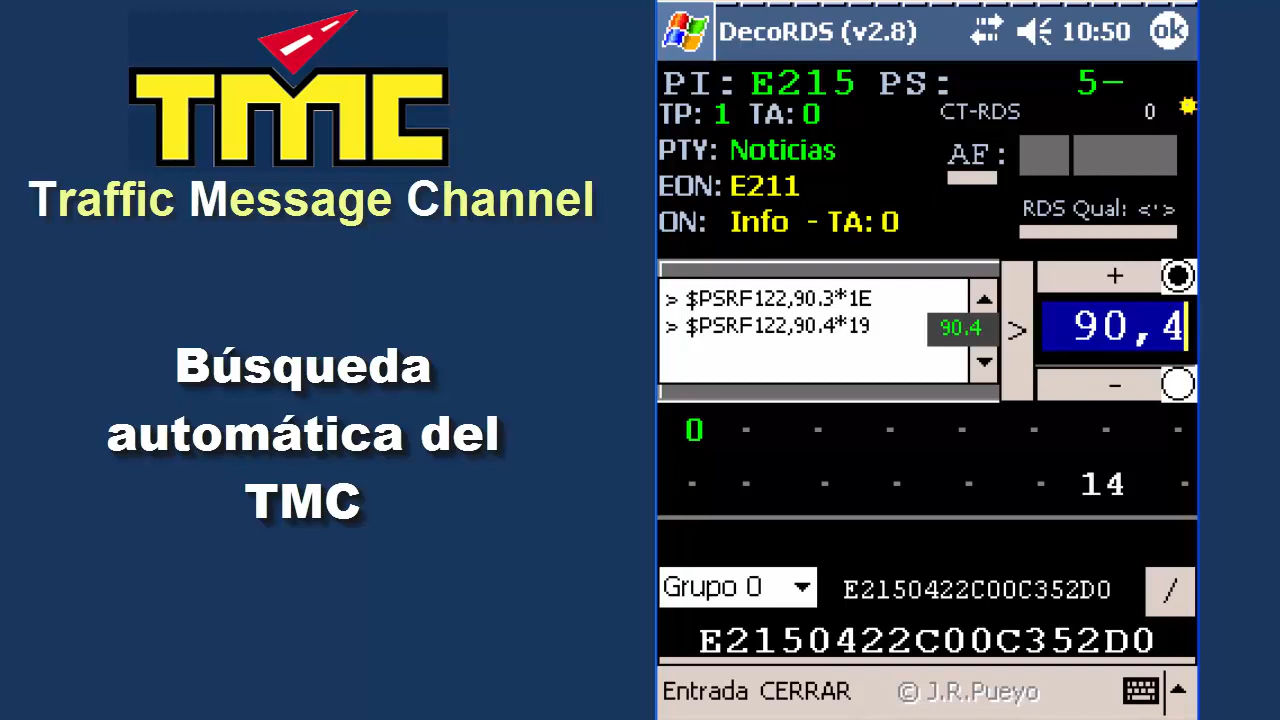 TMC
Traffic Message Channel
Búsqueda
automática del
TMC
DecoRDS (v2.8) 10:50 ok
PI: E215 PS: 5-
TP: 1 TA: 0 CT-RDS 0
PTY: Noticias AF:
EON: E211
ON: Info - TA: 0 RDS Qual: <·>
> $PSRF122,90.3*1E
> $PSRF122,90.4*19
90.4 > + 90,4 -
0 - - - - - - -
- - - - - - 14 -
Grupo 0 E2150422C00C352D0 /
E2150422C00C352D0
Entrada CERRAR © J.R.Pueyo